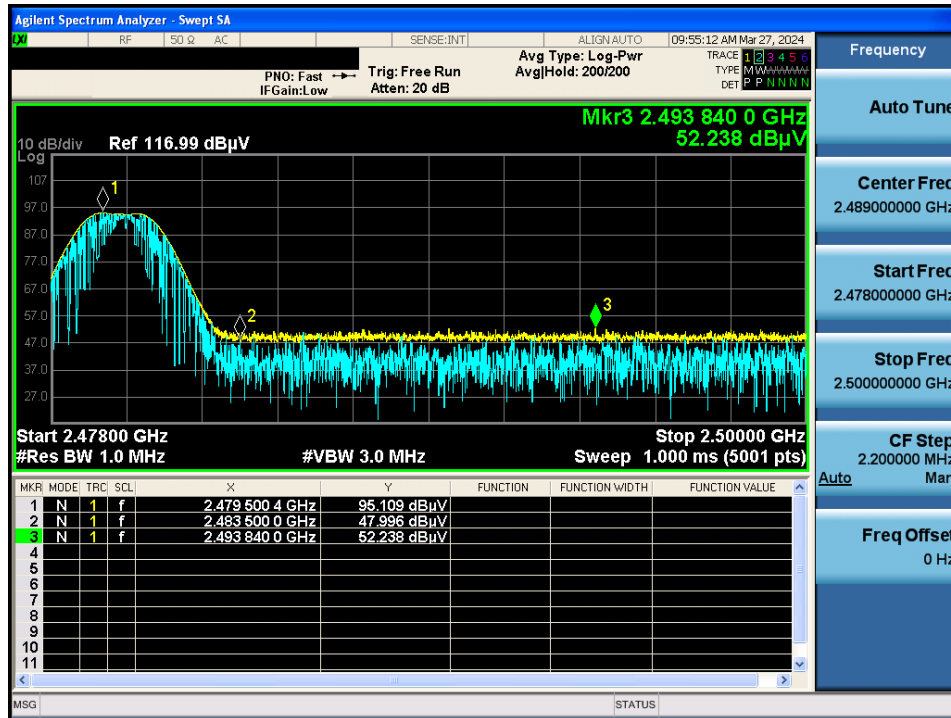 Agilent Spectrum Analyzer - Swept SA
LXI RF 50 Ω AC SENSE:INT ALIGN AUTO 09:55:12 AM Mar 27, 2024
PNO: Fast Trig: Free Run Avg Type: Log-Pwr TRACE 1 2 3 4 5 6
IFGain:Low Atten: 20 dB Avg|Hold: 200/200 TYPE M
DET P P N N N N
Mkr3 2.493 840 0 GHz
52.238 dBµV
10 dB/div Ref 116.99 dBµV
Log
107
97.0
87.0
77.0
67.0
57.0
47.0
37.0
27.0
1
2
3
Start 2.47800 GHz Stop 2.50000 GHz
#Res BW 1.0 MHz #VBW 3.0 MHz Sweep 1.000 ms (5001 pts)
MKR MODE TRC SCL X Y FUNCTION FUNCTION WIDTH FUNCTION VALUE
1 N 1 f 2.479 500 4 GHz 95.109 dBµV
2 N 1 f 2.483 500 0 GHz 47.996 dBµV
3 N 1 f 2.493 840 0 GHz 52.238 dBµV
4
5
6
7
8
9
10
11
MSG STATUS
Frequency
Auto Tune
Center Freq
2.489000000 GHz
Start Freq
2.478000000 GHz
Stop Freq
2.500000000 GHz
CF Step
2.200000 MHz
Auto Man
Freq Offset
0 Hz